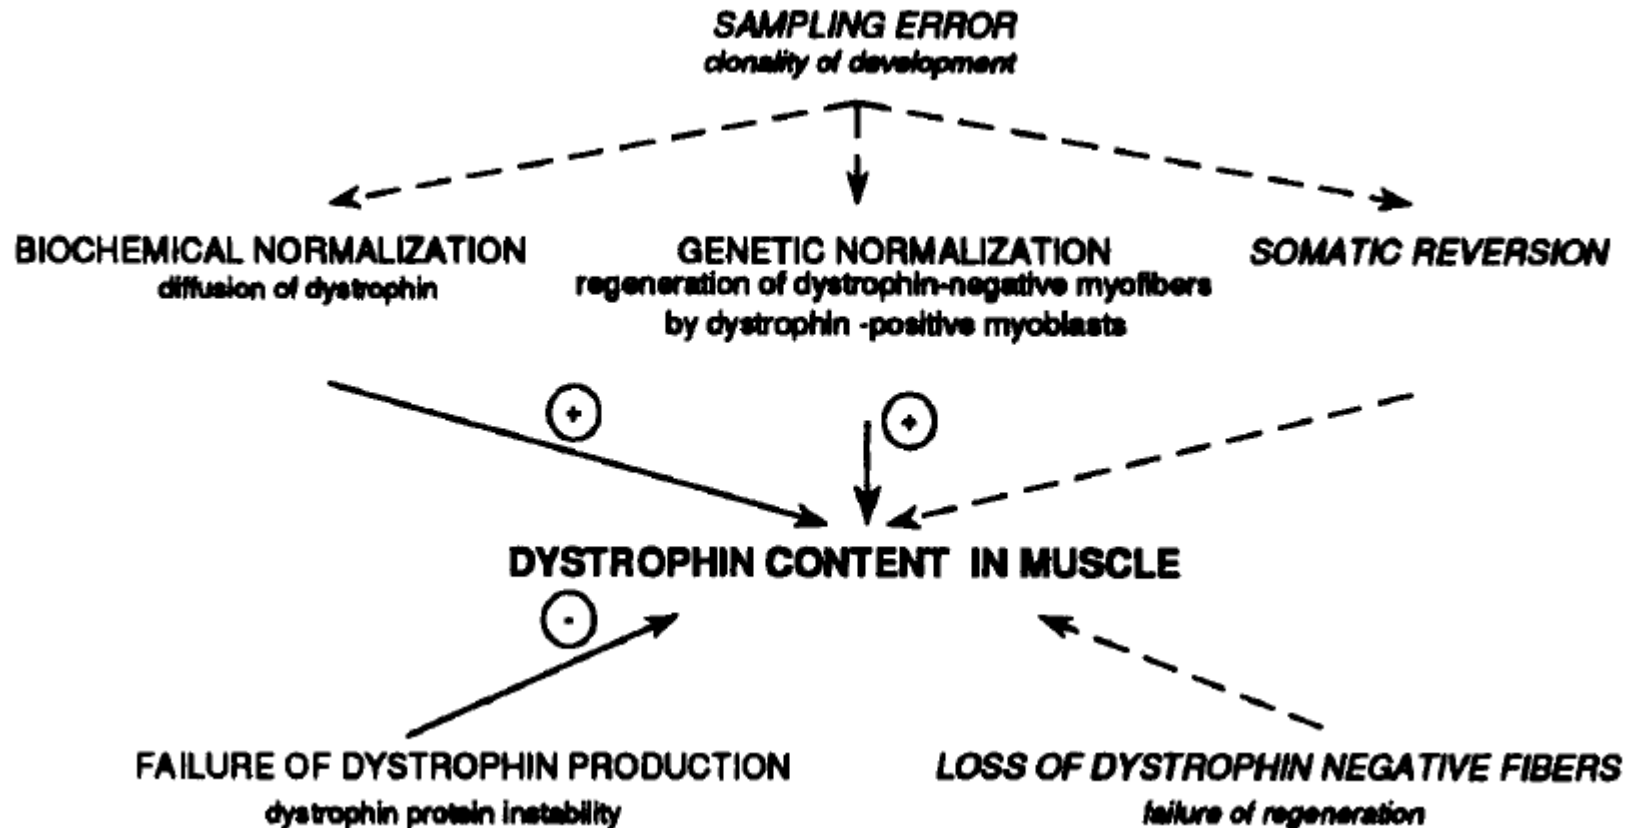 SAMPLING ERROR
clonality of development
BIOCHEMICAL NORMALIZATION
diffusion of dystrophin
GENETIC NORMALIZATION
regeneration of dystrophin-negative myofibers
by dystrophin -positive myoblasts
SOMATIC REVERSION
+
+
DYSTROPHIN CONTENT IN MUSCLE
-
FAILURE OF DYSTROPHIN PRODUCTION
dystrophin protein instability
LOSS OF DYSTROPHIN NEGATIVE FIBERS
failure of regeneration